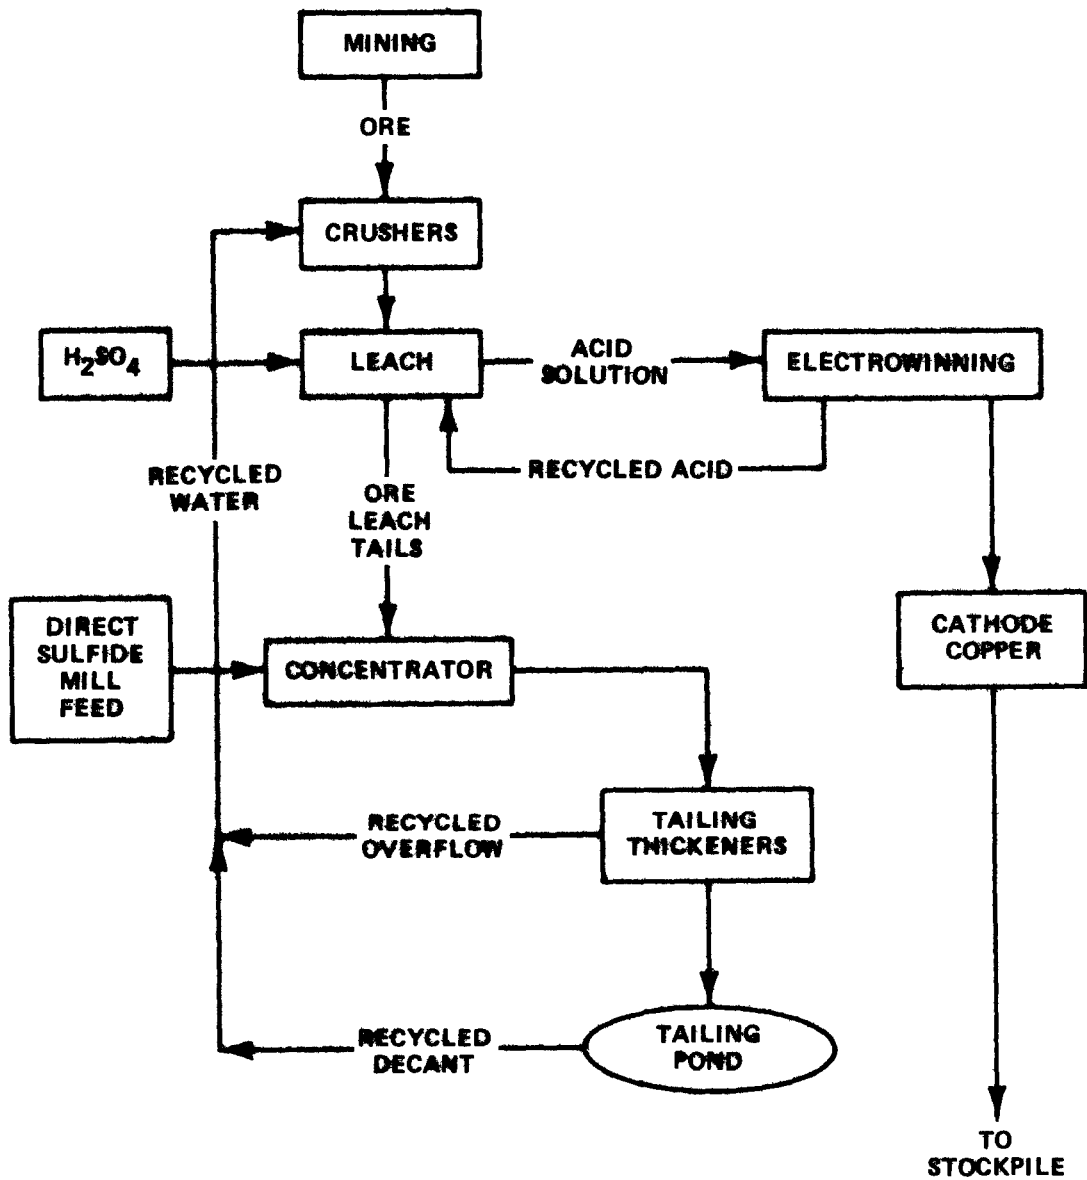 MINING
ORE
CRUSHERS
H2SO4
LEACH
ACID
SOLUTION
ELECTROWINNING
RECYCLED
WATER
RECYCLED ACID
ORE
LEACH
TAILS
DIRECT
SULFIDE
MILL
FEED
CONCENTRATOR
CATHODE
COPPER
RECYCLED
OVERFLOW
TAILING
THICKENERS
RECYCLED
DECANT
TAILING
POND
TO
STOCKPILE